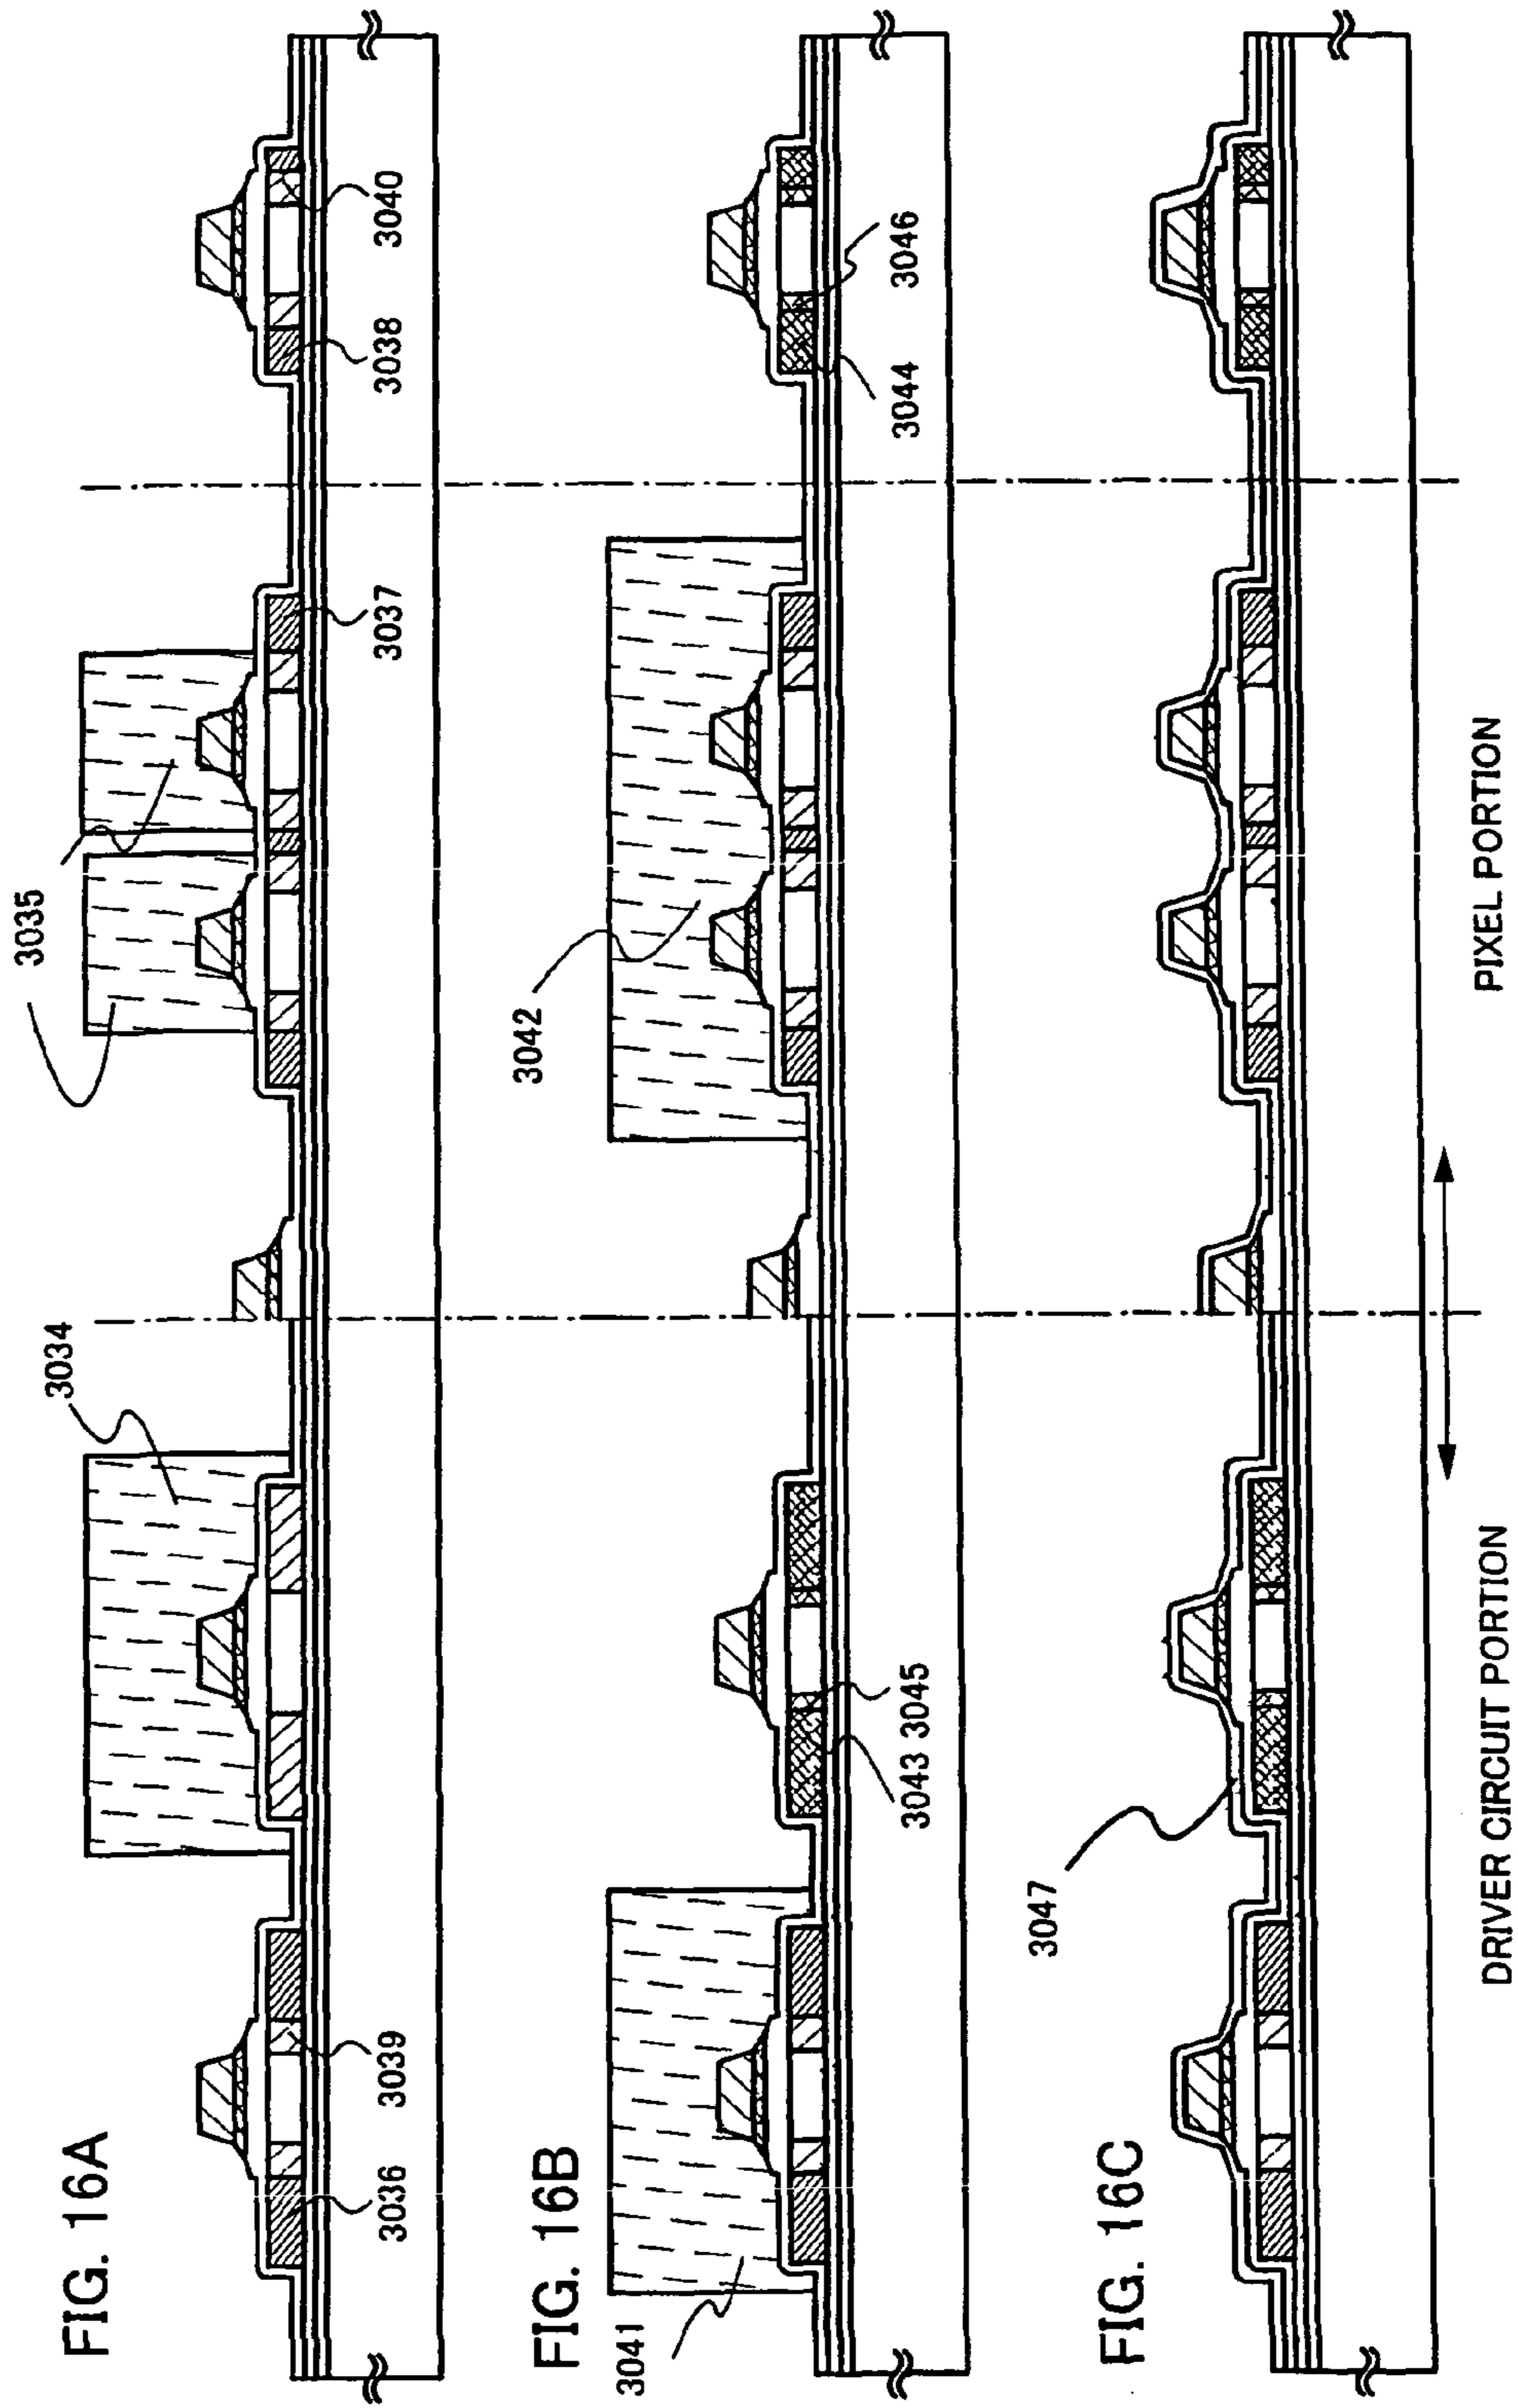 FIG. 16A
3034
3035
3036
3039
3037
3038
3040
FIG. 16B
3041
3042
3043
3045
3044
3046
FIG. 16C
3047
DRIVER CIRCUIT PORTION
PIXEL PORTION